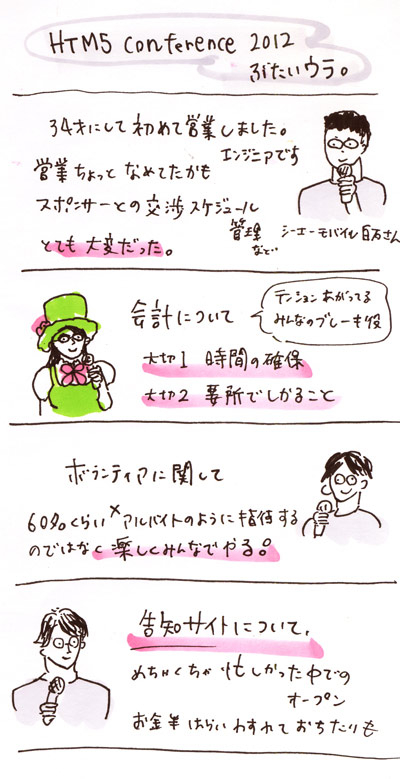 HTML5 conference 2012
ぶたいウラ。
34才にして初めて営業しました。
エンジニアです
営業ちょっと なめてたかも
スポンサーとの交渉スケジュール
管理
など…
とても大変だった。
シーエーモバイル 白石さん
会計について
テンションあがってる
みんなのブレーキ役
大切1 時間の確保
大切2 要所でしかること
ボランティアに関して
60名くらい×アルバイトのように指侍する
のではなく楽しくみんなでやる。
告知サイトについて、
めちゃくちゃ忙しかった中での
オープン
お金 はらいわすれて おちたりも